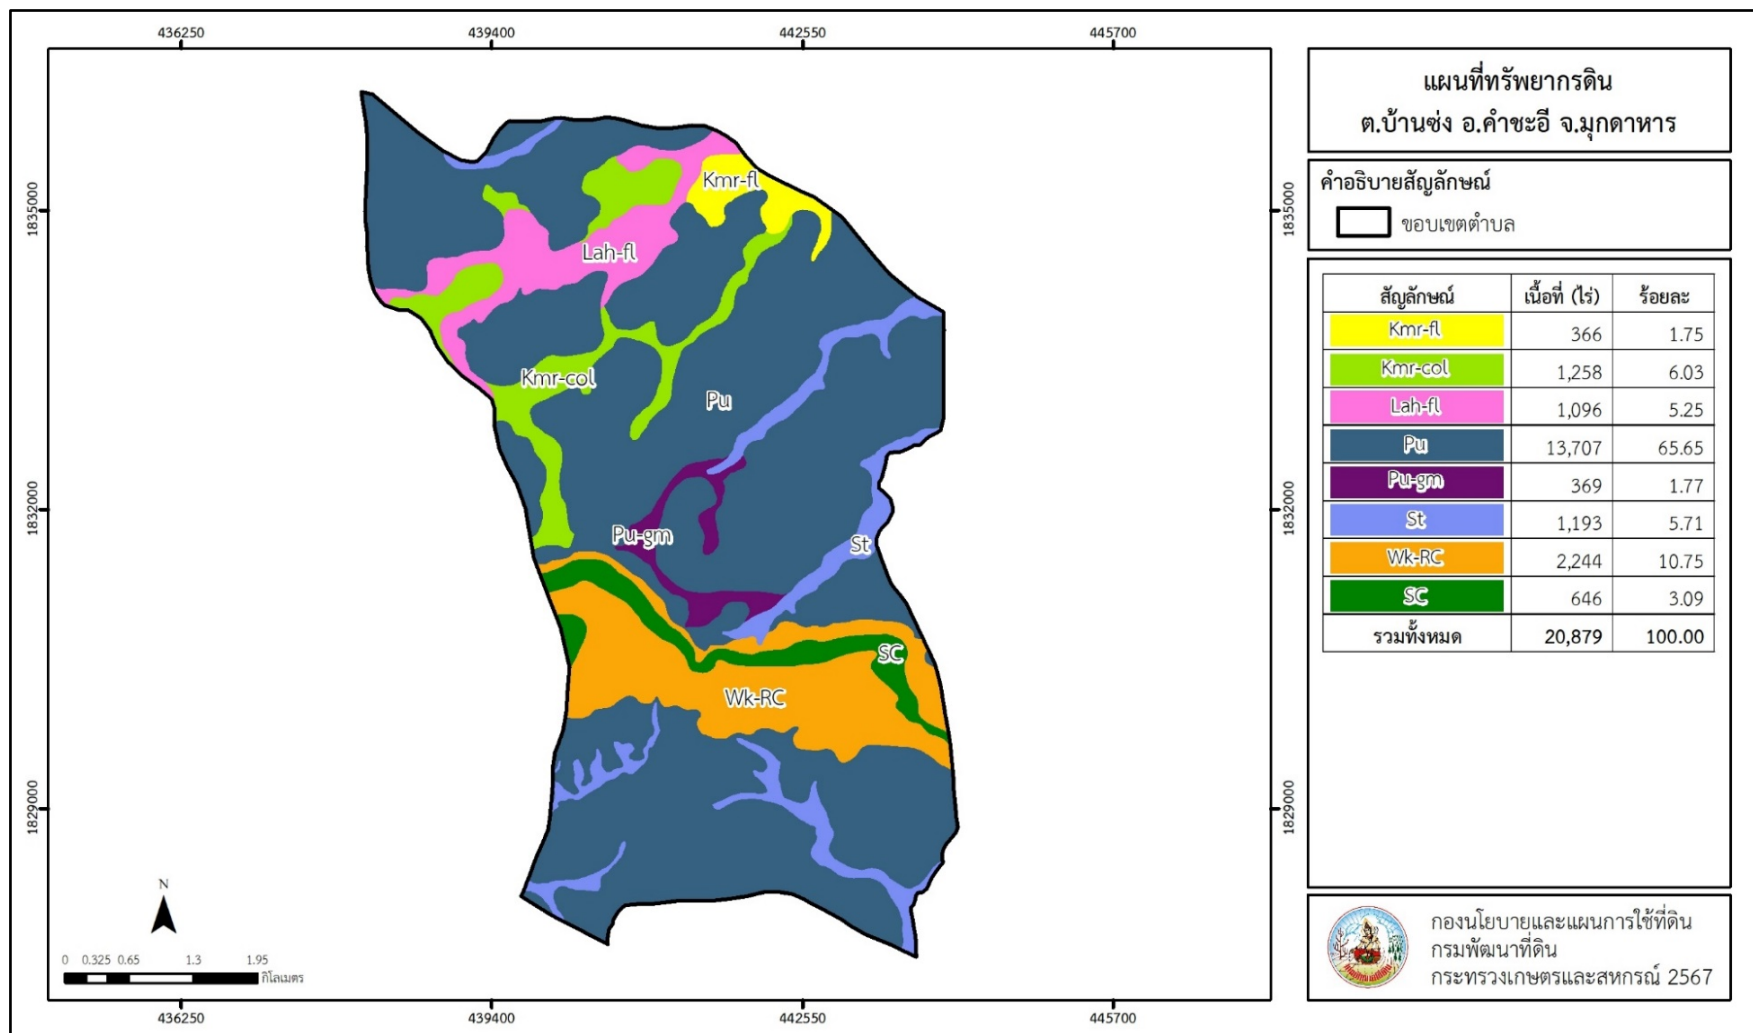 436250 439400 442550 445700
แผนที่ทรัพยากรดิน
ต.บ้านซ่ง อ.คำชะอี จ.มุกดาหาร
คำอธิบายสัญลักษณ์
ขอบเขตตำบล
สัญลักษณ์ เนื้อที่ (ไร่) ร้อยละ
Kmr-fl 366 1.75
Kmr-col 1,258 6.03
Lah-fl 1,096 5.25
Pu 13,707 65.65
Pu-gm 369 1.77
St 1,193 5.71
Wk-RC 2,244 10.75
SC 646 3.09
รวมทั้งหมด 20,879 100.00
1835000 1835000
1832000 1832000
1829000 1829000
Kmr-fl
Lah-fl
Kmr-col
Pu
Pu-gm
St
SC
Wk-RC
N
0 0.325 0.65 1.3 1.95
กิโลเมตร
กองนโยบายและแผนการใช้ที่ดิน
กรมพัฒนาที่ดิน
กระทรวงเกษตรและสหกรณ์ 2567
436250 439400 442550 445700